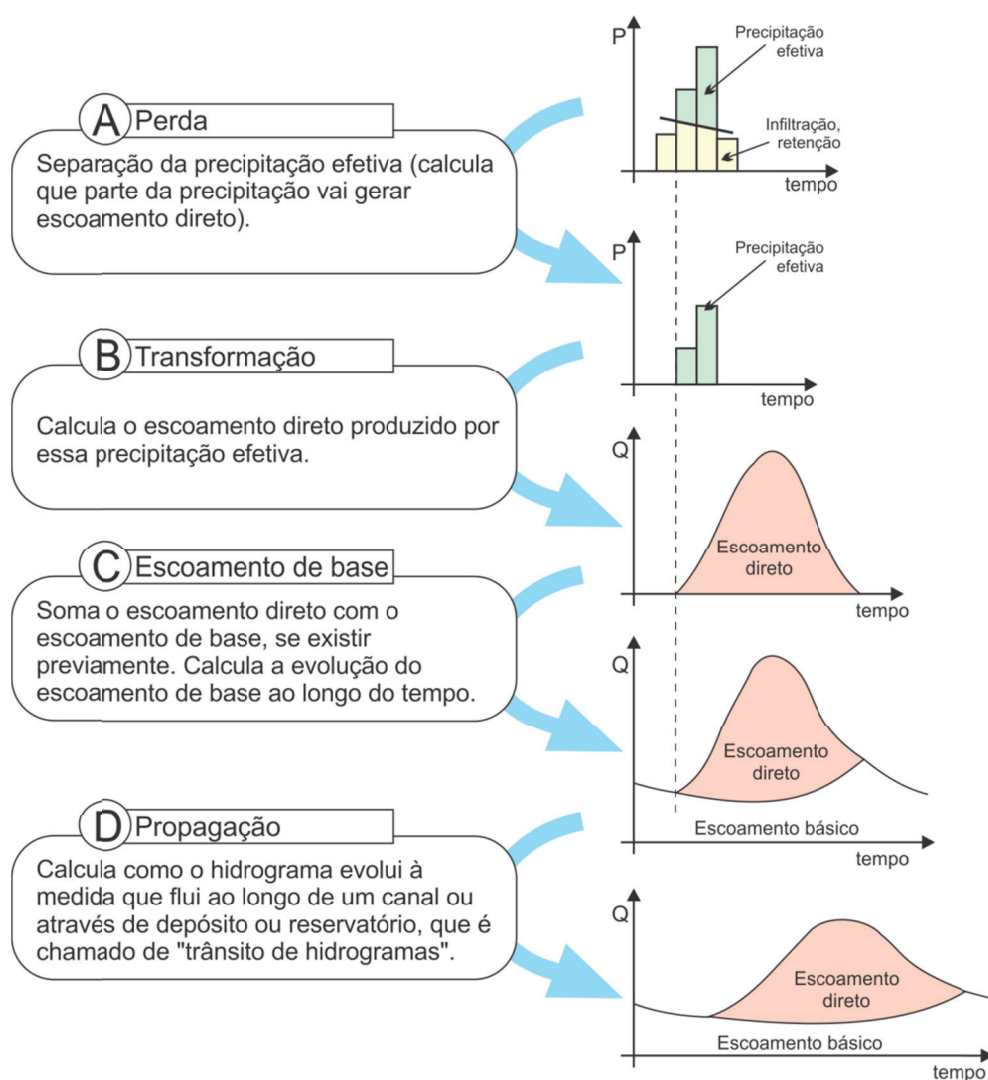 A Perda
Separação da precipitação efetiva (calcula
que parte da precipitação vai gerar
escoamento direto).
P
Precipitação
efetiva
Infiltração,
retenção
tempo
P
Precipitação
efetiva
tempo
B Transformação
Calcula o escoamento direto produzido por
essa precipitação efetiva.
Q
Escoamento
direto
tempo
C Escoamento de base
Soma o escoamento direto com o
escoamento de base, se existir
previamente. Calcula a evolução do
escoamento de base ao longo do tempo.
Q
Escoamento
direto
Escoamento básico
tempo
D Propagação
Calcula como o hidrograma evolui à
medida que flui ao longo de um canal ou
através de depósito ou reservatório, que é
chamado de "trânsito de hidrogramas".
Q
Escoamento
direto
Escoamento básico
tempo